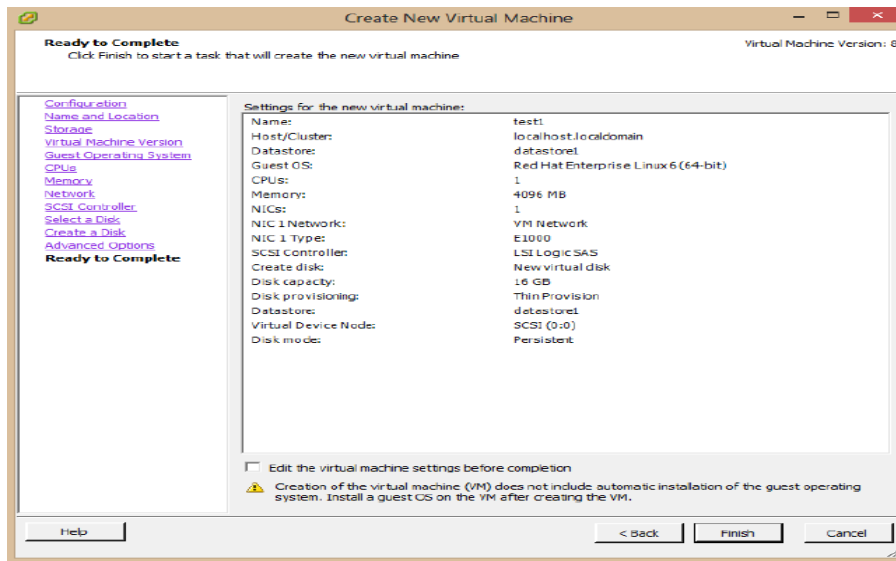 Create New Virtual Machine
Ready to Complete
Click Finish to start a task that will create the new virtual machine
Virtual Machine Version: 8
Configuration
Name and Location
Storage
Virtual Machine Version
Guest Operating System
CPUs
Memory
Network
SCSI Controller
Select a Disk
Create a Disk
Advanced Options
Ready to Complete
Settings for the new virtual machine:
Name: test1
Host/Cluster: localhost.localdomain
Datastore: datastore1
Guest OS: Red Hat Enterprise Linux 6 (64-bit)
CPUs: 1
Memory: 4096 MB
NICs: 1
NIC 1 Network: VM Network
NIC 1 Type: E1000
SCSI Controller: LSI Logic SAS
Create disk: New virtual disk
Disk capacity: 16 GB
Disk provisioning: Thin Provision
Datastore: datastore1
Virtual Device Node: SCSI (0:0)
Disk mode: Persistent
Edit the virtual machine settings before completion
Creation of the virtual machine (VM) does not include automatic installation of the guest operating
system. Install a guest OS on the VM after creating the VM.
Help
< Back
Finish
Cancel